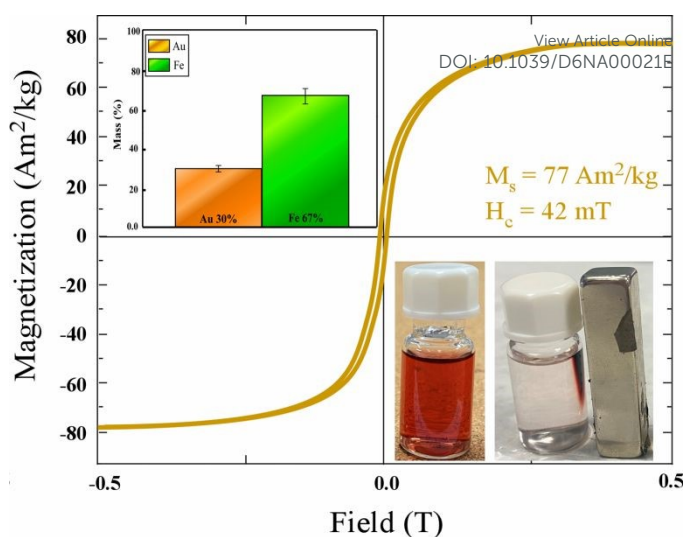 View Article Online
DOI: 10.1039/D6NA00021E
Magnetization (Am²/kg)
80
60
40
20
0
-20
-40
-60
-80
-0.5
0.0
0.5
Field (T)
Mass (%)
100
80
60
40
20
0.0
Au
Fe
Au 30%
Fe 67%
Mₛ = 77 Am²/kg
H꜀ = 42 mT